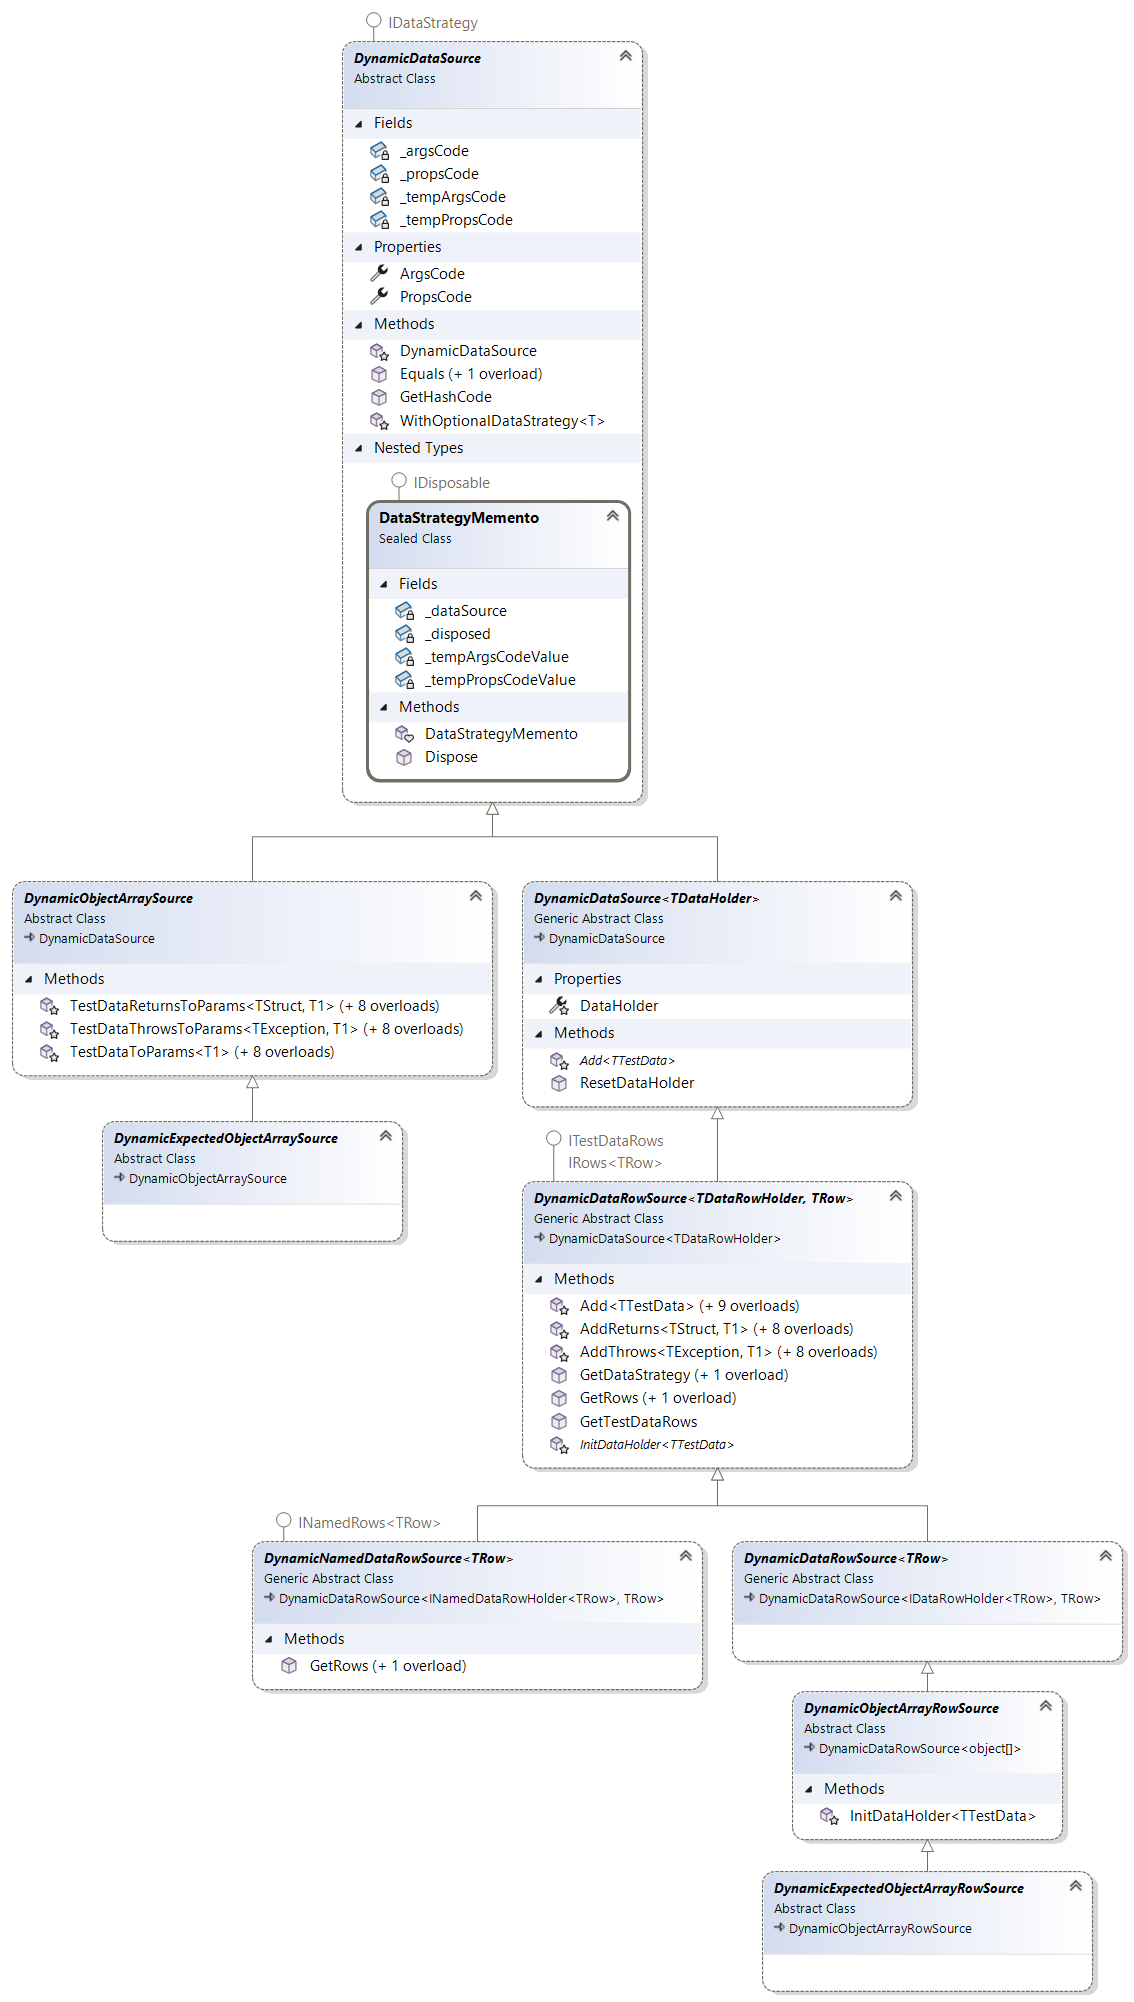 IDataStrategy
DynamicDataSource
Abstract Class
Fields
_argsCode
_propsCode
_tempArgsCode
_tempPropsCode
Properties
ArgsCode
PropsCode
Methods
DynamicDataSource
Equals (+ 1 overload)
GetHashCode
WithOptionalDataStrategy<T>
Nested Types
IDisposable
DataStrategyMemento
Sealed Class
Fields
_dataSource
_disposed
_tempArgsCodeValue
_tempPropsCodeValue
Methods
DataStrategyMemento
Dispose
DynamicObjectArraySource
Abstract Class
DynamicDataSource
Methods
TestDataReturnsToParams<TStruct, T1> (+ 8 overloads)
TestDataThrowsToParams<TException, T1> (+ 8 overloads)
TestDataToParams<T1> (+ 8 overloads)
DynamicDataSource<TDataHolder>
Generic Abstract Class
DynamicDataSource
Properties
DataHolder
Methods
Add<TTestData>
ResetDataHolder
DynamicExpectedObjectArraySource
Abstract Class
DynamicObjectArraySource
ITestDataRows
IRows<TRow>
DynamicDataRowSource<TDataRowHolder, TRow>
Generic Abstract Class
DynamicDataSource<TDataRowHolder>
Methods
Add<TTestData> (+ 9 overloads)
AddReturns<TStruct, T1> (+ 8 overloads)
AddThrows<TException, T1> (+ 8 overloads)
GetDataStrategy (+ 1 overload)
GetRows (+ 1 overload)
GetTestDataRows
InitDataHolder<TTestData>
INamedRows<TRow>
DynamicNamedDataRowSource<TRow>
Generic Abstract Class
DynamicDataRowSource<INamedDataRowHolder<TRow>, TRow>
Methods
GetRows (+ 1 overload)
DynamicDataRowSource<TRow>
Generic Abstract Class
DynamicDataRowSource<IDataRowHolder<TRow>, TRow>
DynamicObjectArrayRowSource
Abstract Class
DynamicDataRowSource<object[]>
Methods
InitDataHolder<TTestData>
DynamicExpectedObjectArrayRowSource
Abstract Class
DynamicObjectArrayRowSource